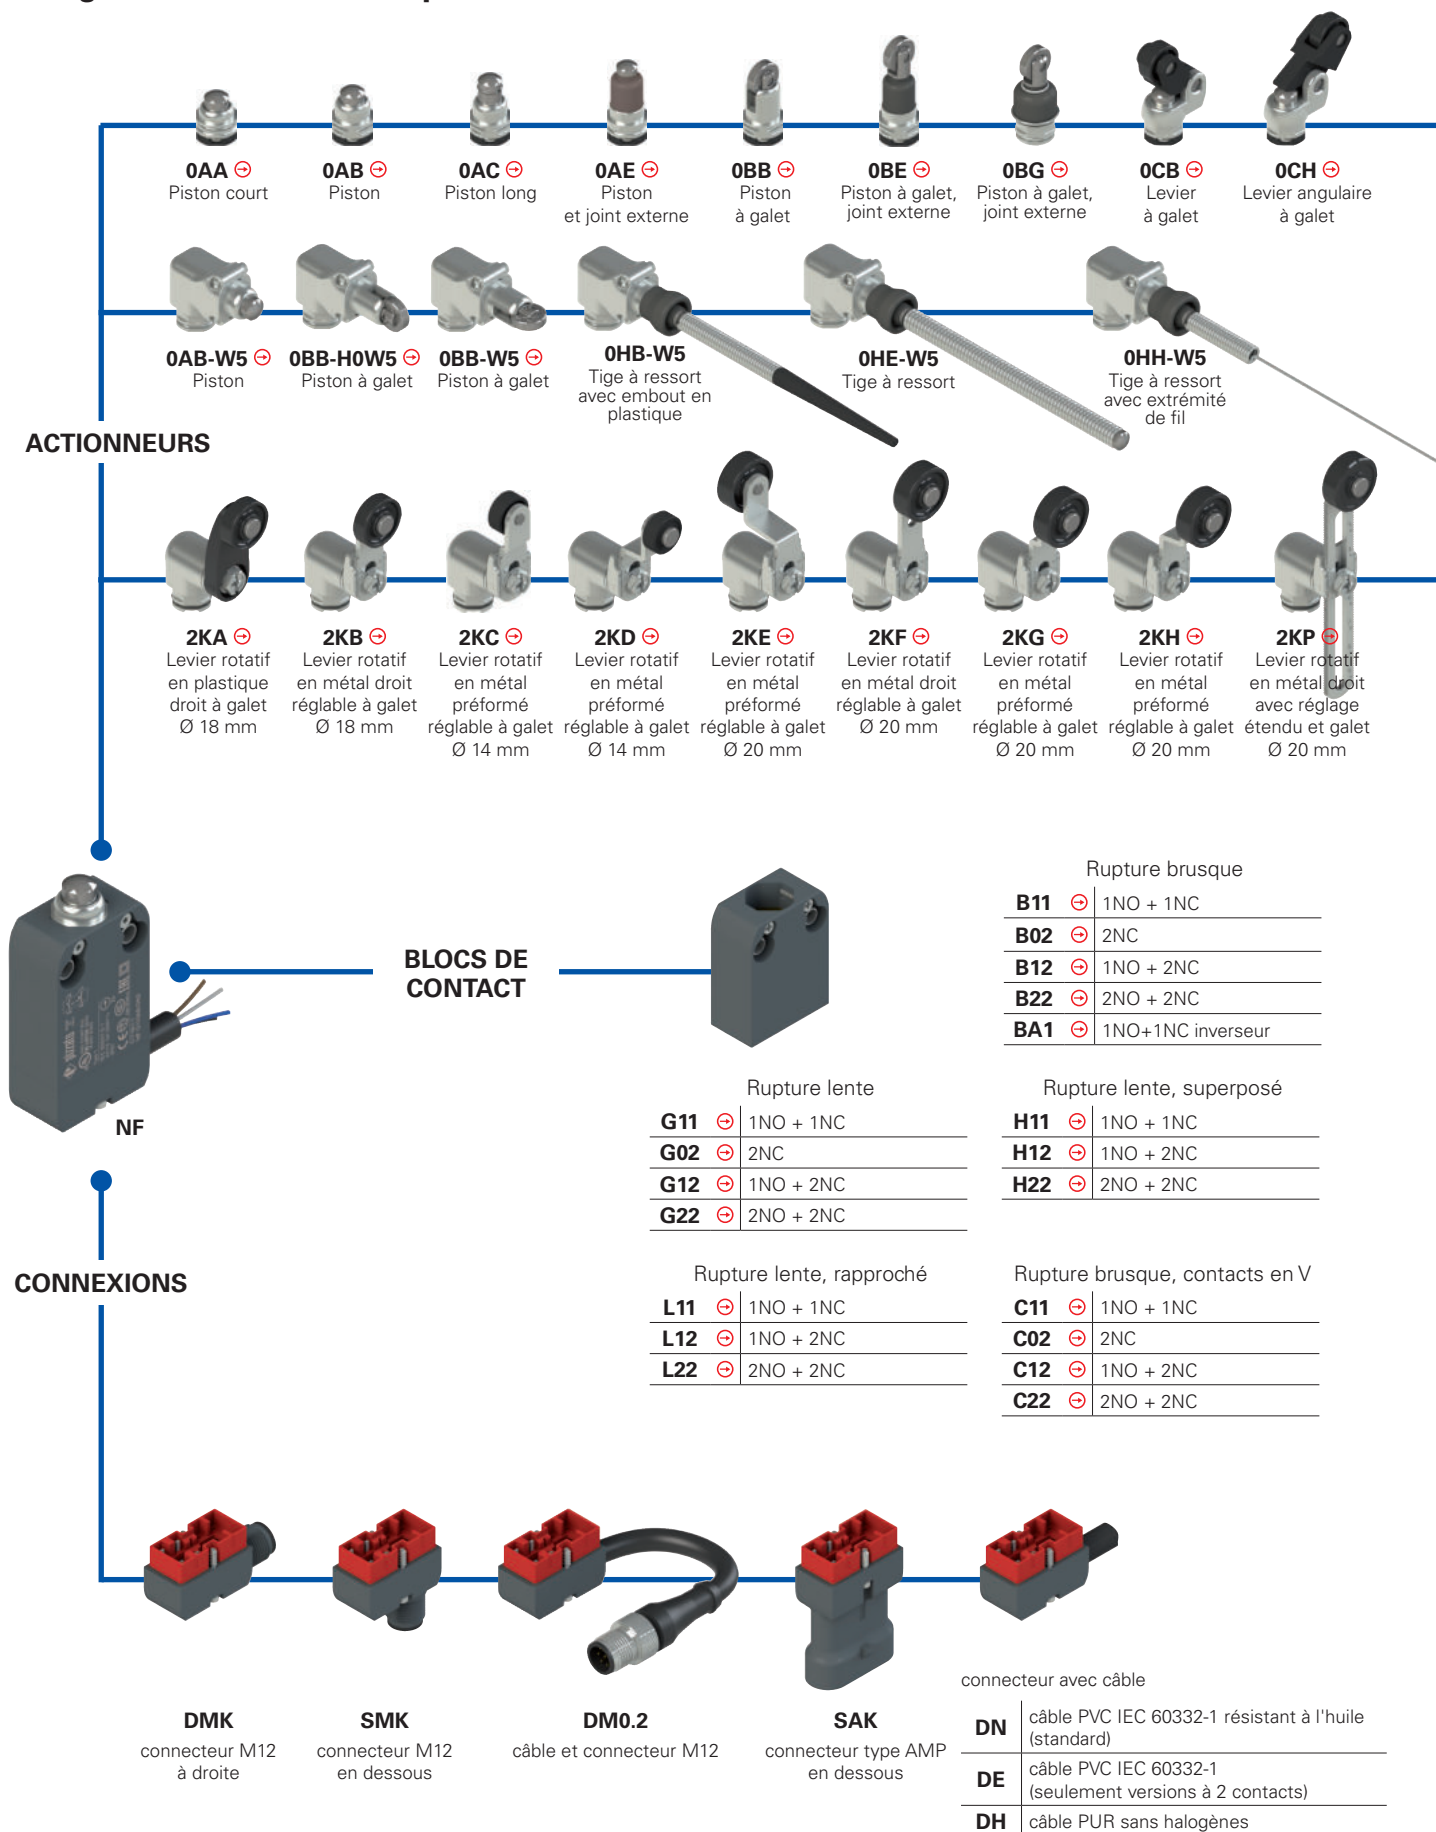 0AA
Piston court
0AB
Piston
0AC
Piston long
0AE
Piston
et joint externe
0BB
Piston
à galet
0BE
Piston à galet,
joint externe
0BG
Piston à galet,
joint externe
0CB
Levier
à galet
0CH
Levier angulaire
à galet
0AB-W5
Piston
0BB-H0W5
Piston à galet
0BB-W5
Piston à galet
0HB-W5
Tige à ressort
avec embout en
plastique
0HE-W5
Tige à ressort
0HH-W5
Tige à ressort
avec extrémité
de fil
ACTIONNEURS
2KA
Levier rotatif
en plastique
droit à galet
Ø 18 mm
2KB
Levier rotatif
en métal droit
réglable à galet
Ø 18 mm
2KC
Levier rotatif
en métal
préformé
réglable à galet
Ø 14 mm
2KD
Levier rotatif
en métal
préformé
réglable à galet
Ø 14 mm
2KE
Levier rotatif
en métal
préformé
réglable à galet
Ø 20 mm
2KF
Levier rotatif
en métal droit
réglable à galet
Ø 20 mm
2KG
Levier rotatif
en métal
préformé
réglable à galet
Ø 20 mm
2KH
Levier rotatif
en métal
préformé
réglable à galet
Ø 20 mm
2KP
Levier rotatif
en métal droit
avec réglage
étendu et galet
Ø 20 mm
NF
BLOCS DE
CONTACT
Rupture brusque
B11 1NO + 1NC
B02 2NC
B12 1NO + 2NC
B22 2NO + 2NC
BA1 1NO+1NC inverseur
Rupture lente
G11 1NO + 1NC
G02 2NC
G12 1NO + 2NC
G22 2NO + 2NC
Rupture lente, superposé
H11 1NO + 1NC
H12 1NO + 2NC
H22 2NO + 2NC
Rupture lente, rapproché
L11 1NO + 1NC
L12 1NO + 2NC
L22 2NO + 2NC
Rupture brusque, contacts en V
C11 1NO + 1NC
C02 2NC
C12 1NO + 2NC
C22 2NO + 2NC
CONNEXIONS
DMK
connecteur M12
à droite
SMK
connecteur M12
en dessous
DM0.2
câble et connecteur M12
SAK
connecteur type AMP
en dessous
connecteur avec câble
DN câble PVC IEC 60332-1 résistant à l'huile
(standard)
DE câble PVC IEC 60332-1
(seulement versions à 2 contacts)
DH câble PUR sans halogènes